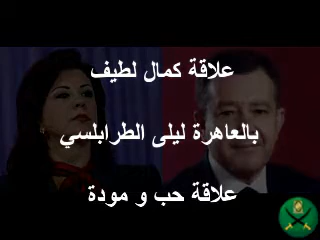 علاقة كمال لطيف
بالعاهرة ليلى الطرابلسي
علاقة حب و مودة